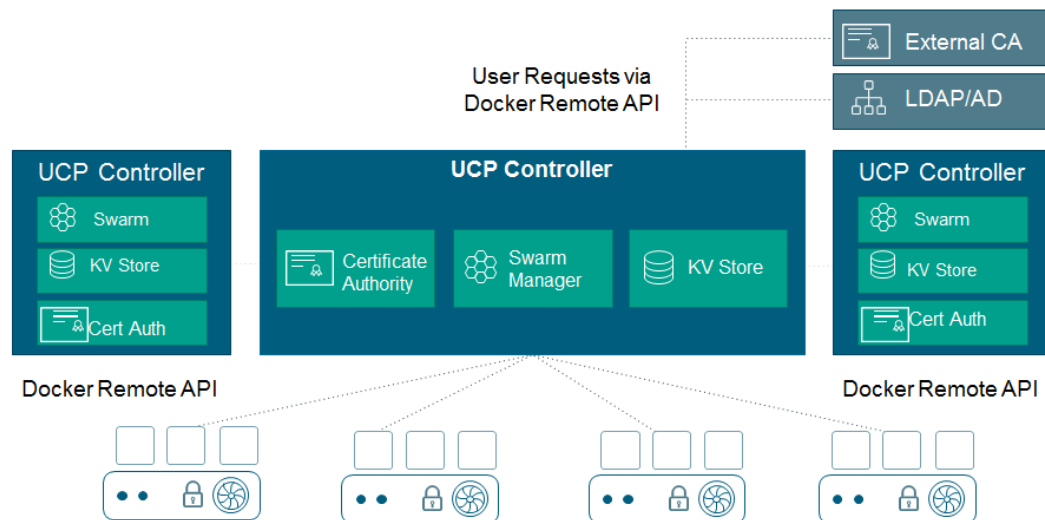 External CA
User Requests via
Docker Remote API
LDAP/AD
UCP Controller
Swarm
KV Store
Cert Auth
UCP Controller
Certificate
Authority
Swarm
Manager
KV Store
UCP Controller
Swarm
KV Store
Cert Auth
Docker Remote API
Docker Remote API